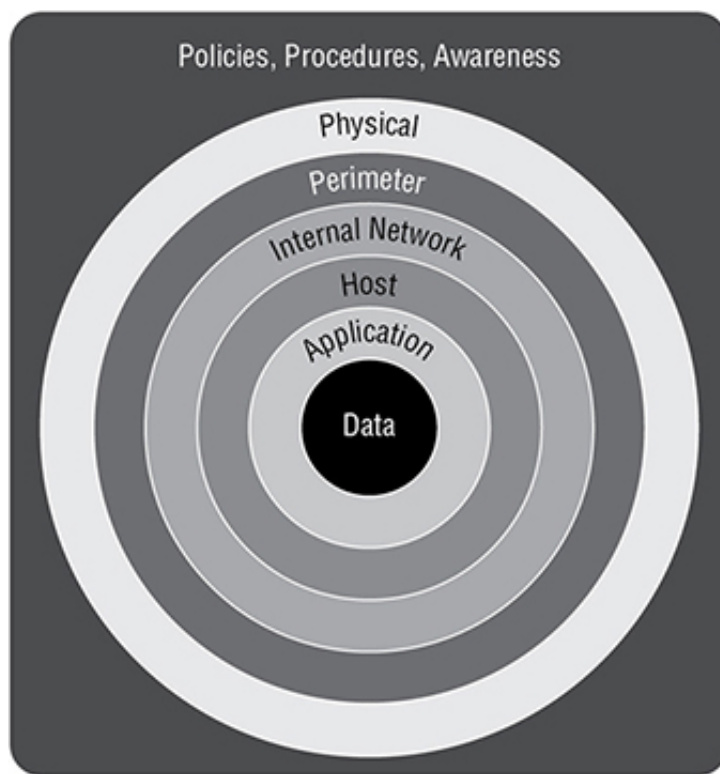 Policies, Procedures, Awareness
Physical
Perimeter
Internal Network
Host
Application
Data